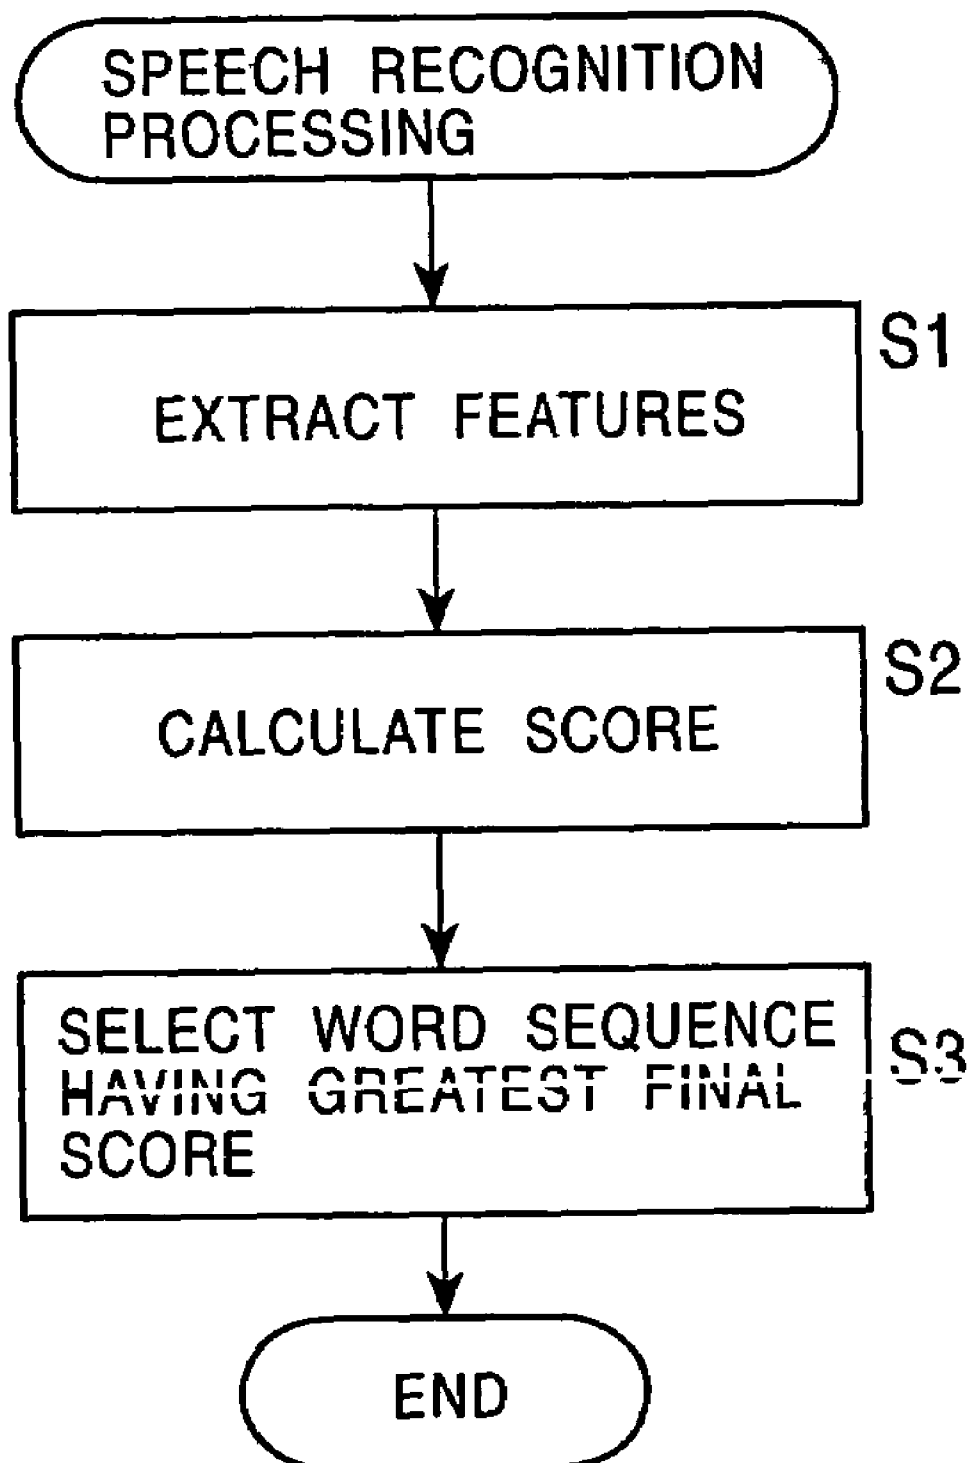 SPEECH RECOGNITION
PROCESSING
S1
EXTRACT FEATURES
S2
CALCULATE SCORE
S3
SELECT WORD SEQUENCE
HAVING GREATEST FINAL
SCORE
END